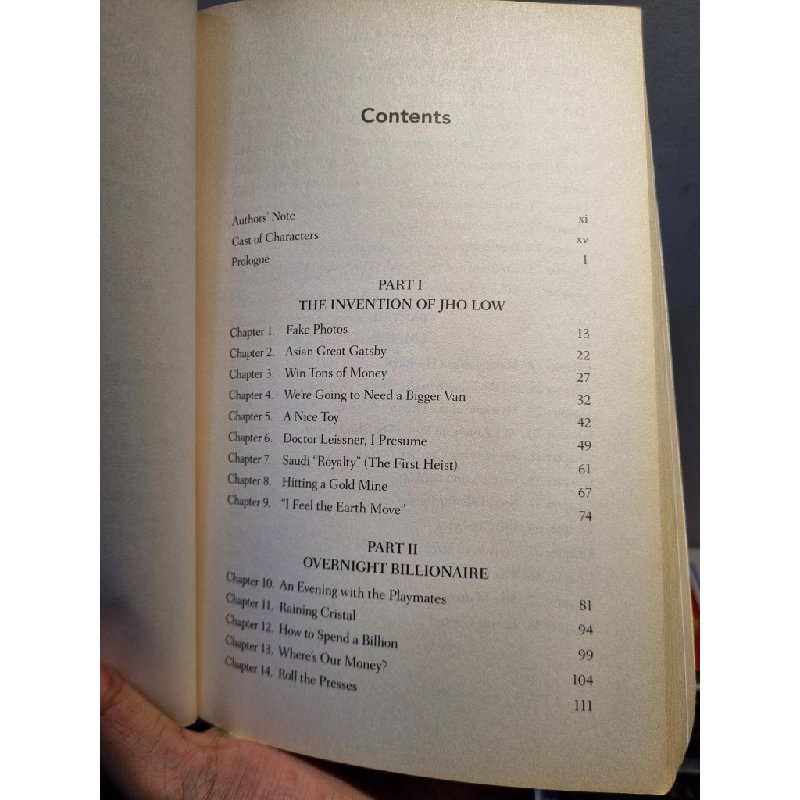 Contents
Authors' Note xi
Cast of Characters xv
Prologue 1
PART I
THE INVENTION OF JHO LOW
Chapter 1. Fake Photos 13
Chapter 2. Asian Great Gatsby 22
Chapter 3. Win Tons of Money 27
Chapter 4. We're Going to Need a Bigger Van 32
Chapter 5. A Nice Toy 42
Chapter 6. Doctor Leissner, I Presume 49
Chapter 7. Saudi "Royalty" (The First Heist) 61
Chapter 8. Hitting a Gold Mine 67
Chapter 9. "I Feel the Earth Move" 74
PART II
OVERNIGHT BILLIONAIRE
Chapter 10. An Evening with the Playmates 81
Chapter 11. Raining Cristal 94
Chapter 12. How to Spend a Billion 99
Chapter 13. Where's Our Money? 104
Chapter 14. Roll the Presses 111